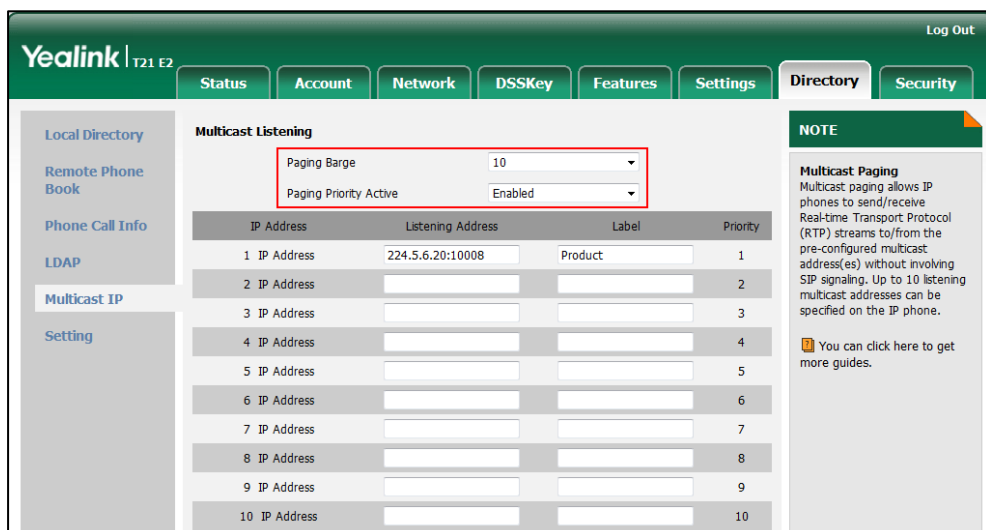 Log Out
Yealink | T21 E2
Status Account Network DSSKey Features Settings Directory Security
Local Directory
Remote Phone
Book
Phone Call Info
LDAP
Multicast IP
Setting
Multicast Listening
Paging Barge 10
Paging Priority Active Enabled
IP Address Listening Address Label Priority
1 IP Address 224.5.6.20:10008 Product 1
2 IP Address 2
3 IP Address 3
4 IP Address 4
5 IP Address 5
6 IP Address 6
7 IP Address 7
8 IP Address 8
9 IP Address 9
10 IP Address 10
NOTE
Multicast Paging
Multicast paging allows IP
phones to send/receive
Real-time Transport Protocol
(RTP) streams to/from the
pre-configured multicast
address(es) without involving
SIP signaling. Up to 10 listening
multicast addresses can be
specified on the IP phone.
You can click here to get
more guides.